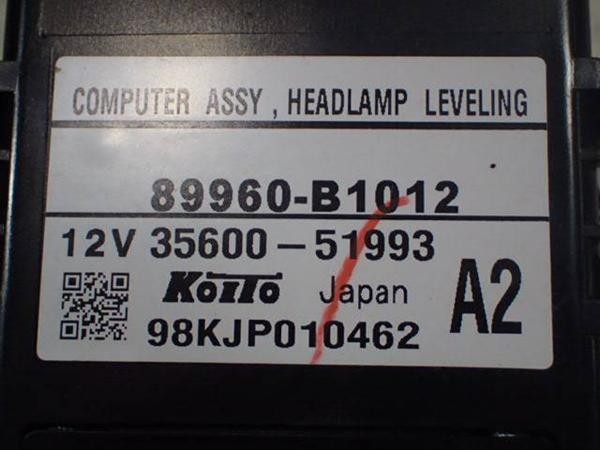 COMPUTER ASSY , HEADLAMP LEVELING
89960-B1012
12V 35600-51993
KOITO Japan A2
98KJP010462